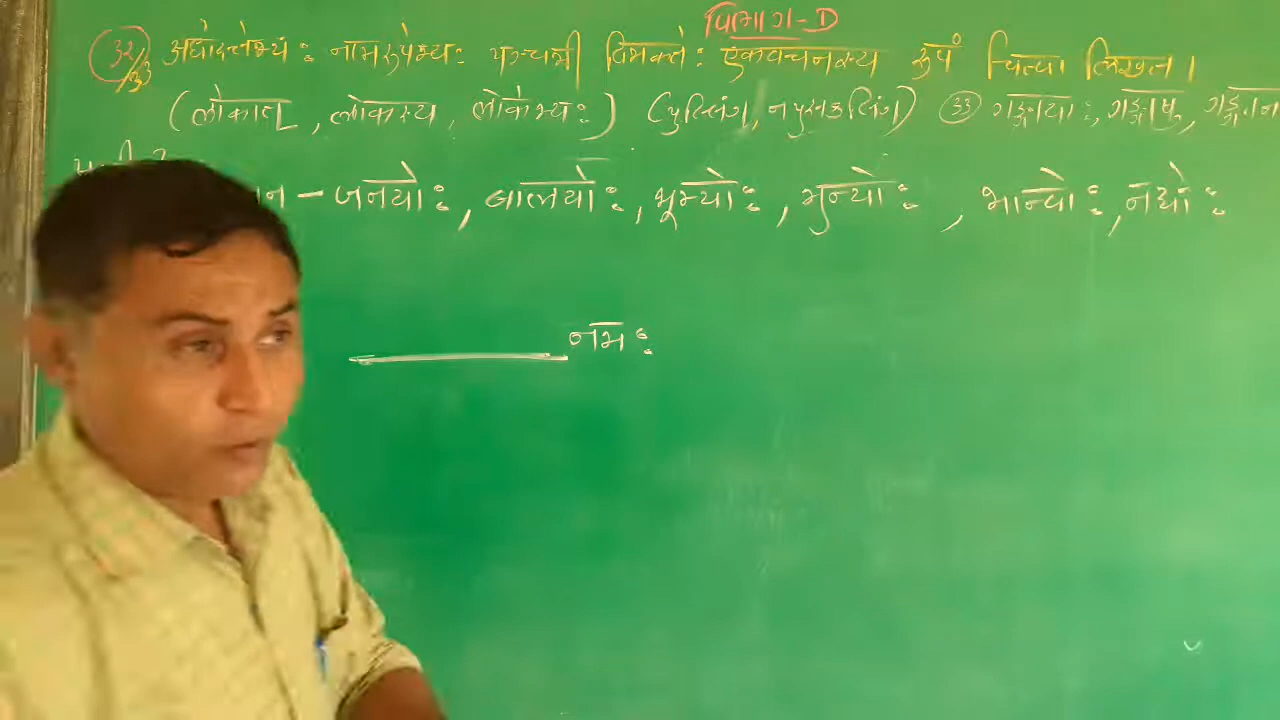 विभाग-D
32/33 अधोदत्तेभ्यः नामरुपेभ्यः पञ्चमी विभक्तेः एकवचनस्य रुपं चित्वा लिखत।
(लोकात्, लोकस्य, लोकेभ्यः) (पुल्लिंग, नपुसकलिंग) 33 गङ्गायाः, गङ्गासु,
न - जनयोः, बालयोः, भूम्योः, मुन्योः, भान्वोः, नद्योः
नमः